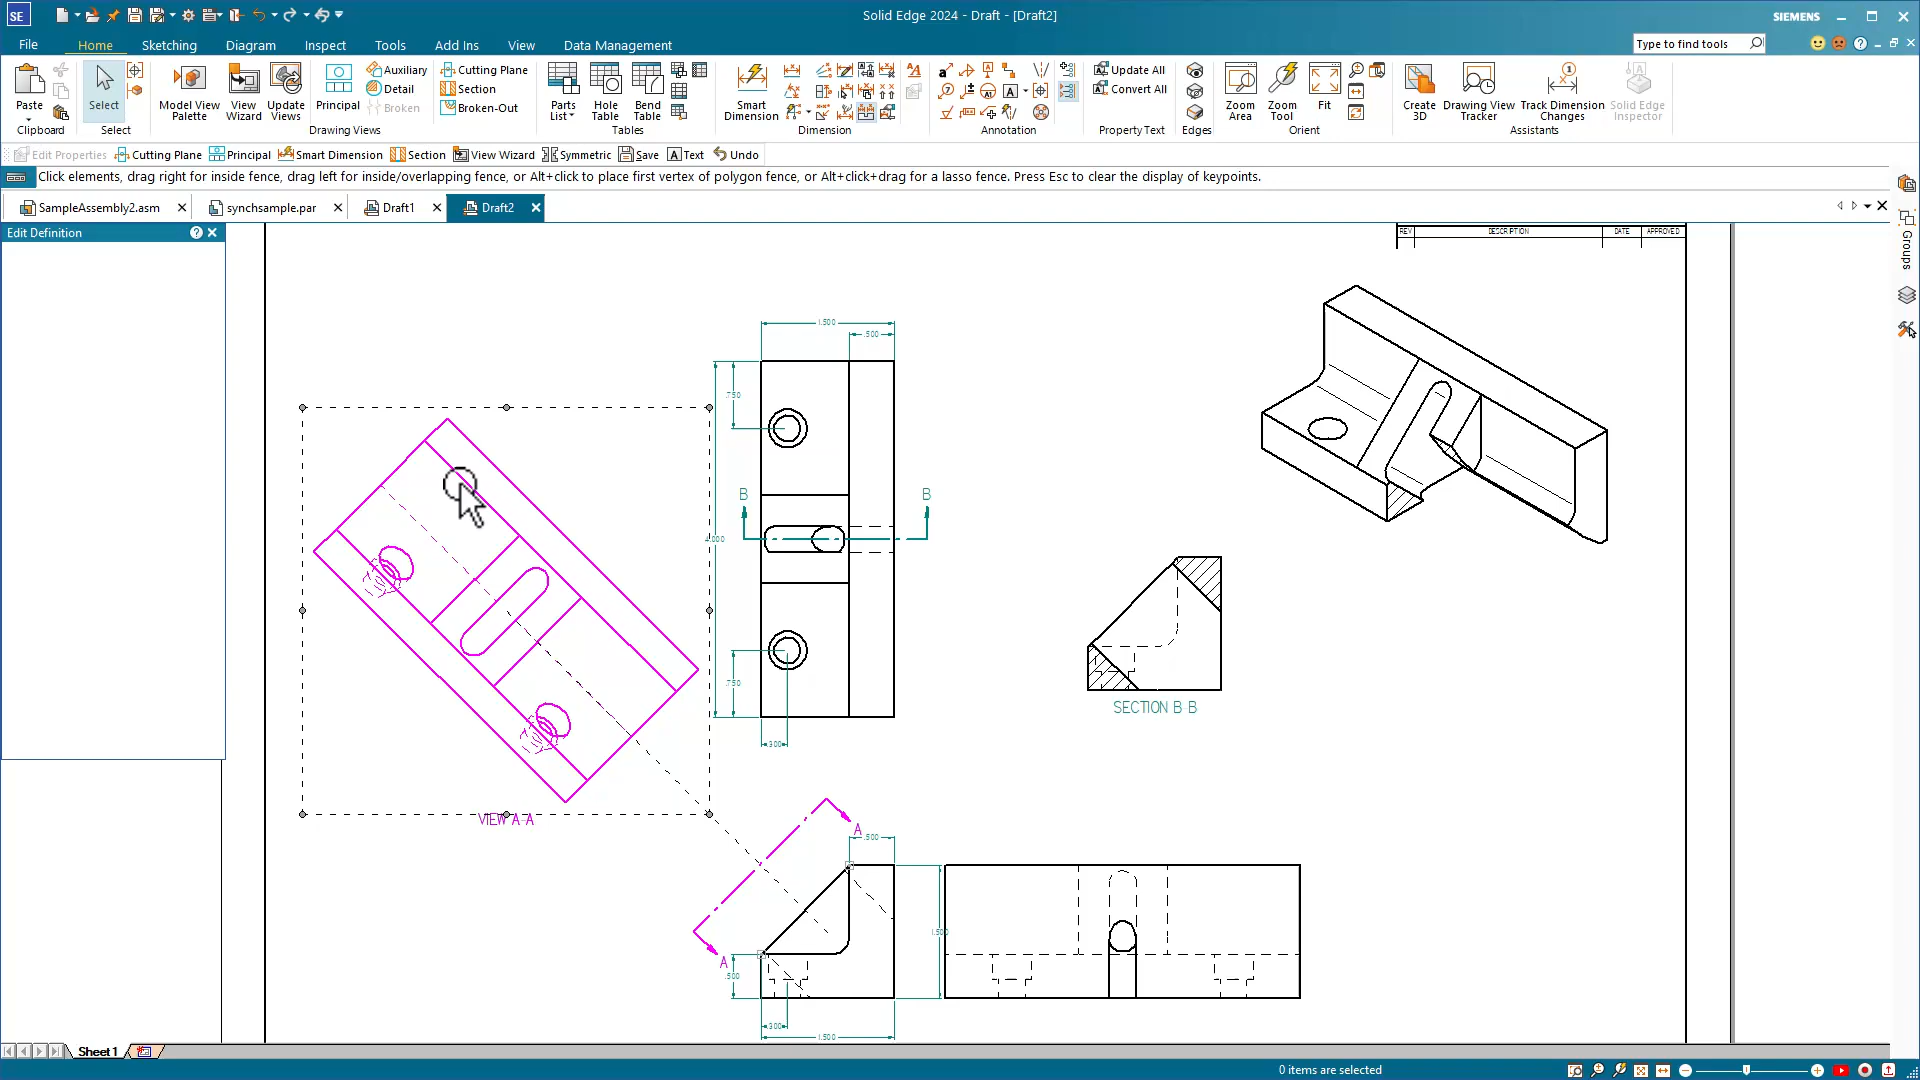 SE
Solid Edge 2024 - Draft - [Draft2]
SIEMENS
File Home Sketching Diagram Inspect Tools Add Ins View Data Management
Type to find tools
Paste
Clipboard
Select
Select
Model View Palette
View Wizard
Update Views
Principal
Auxiliary
Detail
Broken
Cutting Plane
Section
Broken-Out
Drawing Views
Parts List
Hole Table
Bend Table
Tables
Smart Dimension
Dimension
Annotation
Update All
Convert All
Property Text
Edges
Zoom Area
Zoom Tool
Fit
Orient
Create 3D
Drawing View Tracker
Track Dimension Changes
Solid Edge Inspector
Assistants
Edit Properties Cutting Plane Principal Smart Dimension Section View Wizard Symmetric Save Text Undo
Click elements, drag right for inside fence, drag left for inside/overlapping fence, or Alt+click to place first vertex of polygon fence, or Alt+click+drag for a lasso fence. Press Esc to clear the display of keypoints.
SampleAssembly2.asm synchsample.par Draft1 Draft2
Edit Definition
Groups
REV DESCRIPTION DATE APPROVED
1.500
.500
.750
B B
4.000
.750
.300
SECTION B-B
VIEW A-A
A
.500
A
.500
1.500
.300
1.500
Sheet1
0 items are selected